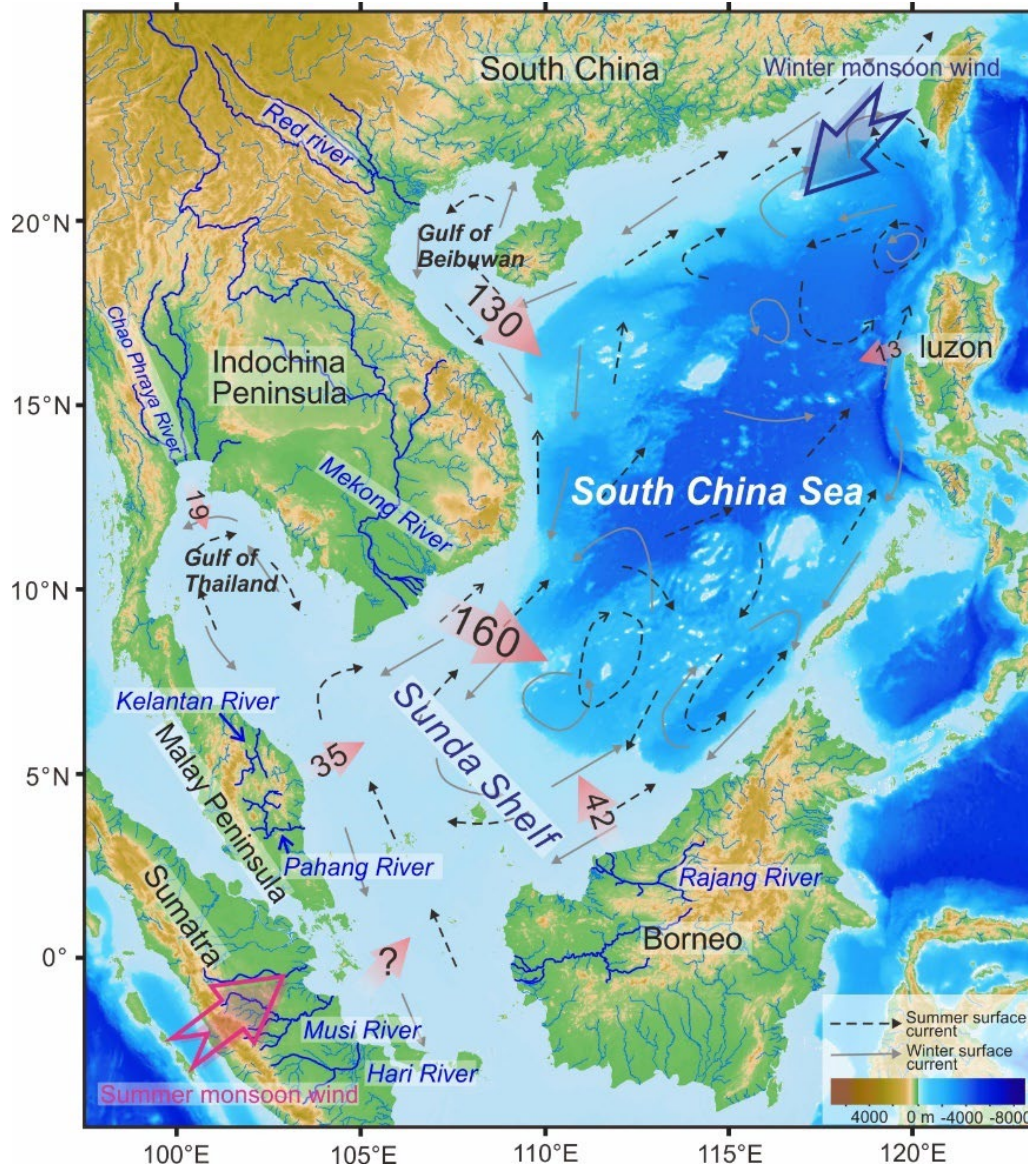 South China
Winter monsoon wind
Red river
20°N
Gulf of
Beibuwan
130
Chao Phraya River
Indochina
Peninsula
13
luzon
15°N
Mekong River
South China Sea
19
Gulf of
Thailand
10°N
160
Kelantan River
Sunda Shelf
Malay Peninsula
35
5°N
42
Pahang River
Sumatra
Rajang River
Borneo
0°
?
Musi River
Hari River
Summer monsoon wind
Summer surface
current
Winter surface
current
4000 0 m -4000 -8000
100°E 105°E 110°E 115°E 120°E